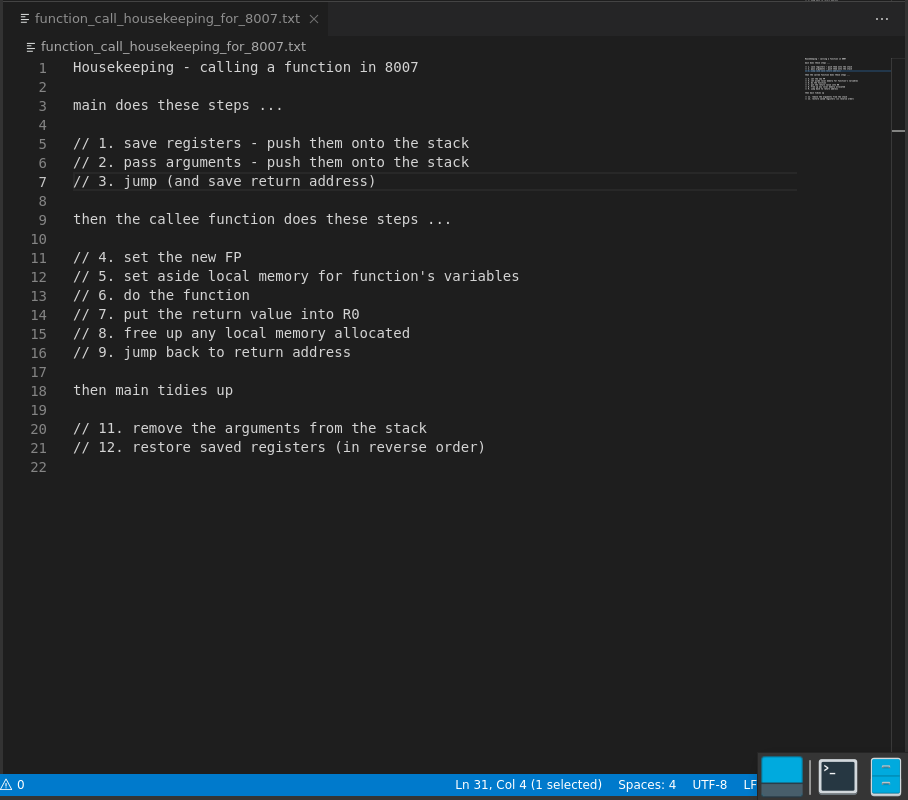 function_call_housekeeping_for_8007.txt
function_call_housekeeping_for_8007.txt
1 Housekeeping - calling a function in 8007
2
3 main does these steps ...
4
5 // 1. save registers - push them onto the stack
6 // 2. pass arguments - push them onto the stack
7 // 3. jump (and save return address)
8
9 then the callee function does these steps ...
10
11 // 4. set the new FP
12 // 5. set aside local memory for function's variables
13 // 6. do the function
14 // 7. put the return value into R0
15 // 8. free up any local memory allocated
16 // 9. jump back to return address
17
18 then main tidies up
19
20 // 11. remove the arguments from the stack
21 // 12. restore saved registers (in reverse order)
22
0 Ln 31, Col 4 (1 selected) Spaces: 4 UTF-8 LF